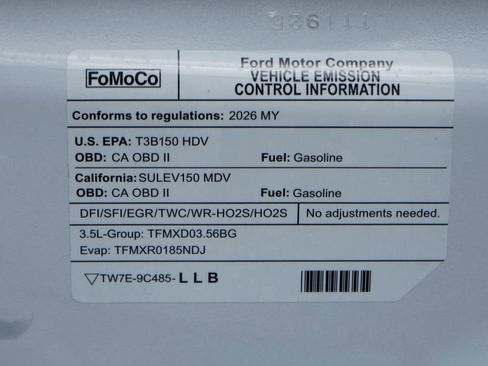 FoMoCo
Ford Motor Company
VEHICLE EMISSION
CONTROL INFORMATION
Conforms to regulations: 2026 MY
U.S. EPA: T3B150 HDV
OBD: CA OBD II Fuel: Gasoline
California: SULEV150 MDV
OBD: CA OBD II Fuel: Gasoline
DFI/SFI/EGR/TWC/WR-HO2S/HO2S No adjustments needed.
3.5L-Group: TFMXD03.56BG
Evap: TFMXR0185NDJ
TW7E-9C485- L L B